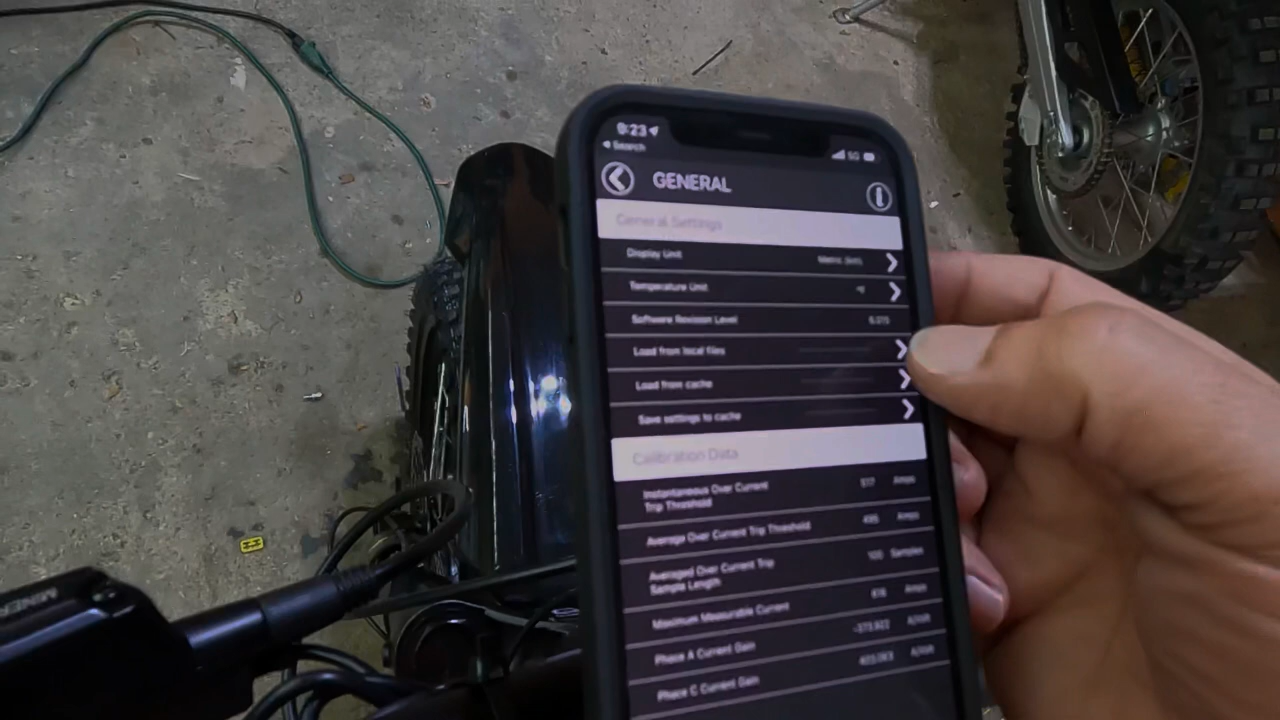 9:23
Search
5G
GENERAL
General Settings
Display Unit
Metric (km)
Temperature Unit
Software Revision Level
6.015
Load from local files
Load from cache
Save settings to cache
Calibration Data
Instantaneous Over Current
Trip Threshold
517 Amps
Average Over Current Trip Threshold
495 Amps
Averaged Over Current Trip
Sample Length
100 Samples
Maximum Measurable Current
Amps
Phase A Current Gain
Phase C Current Gain